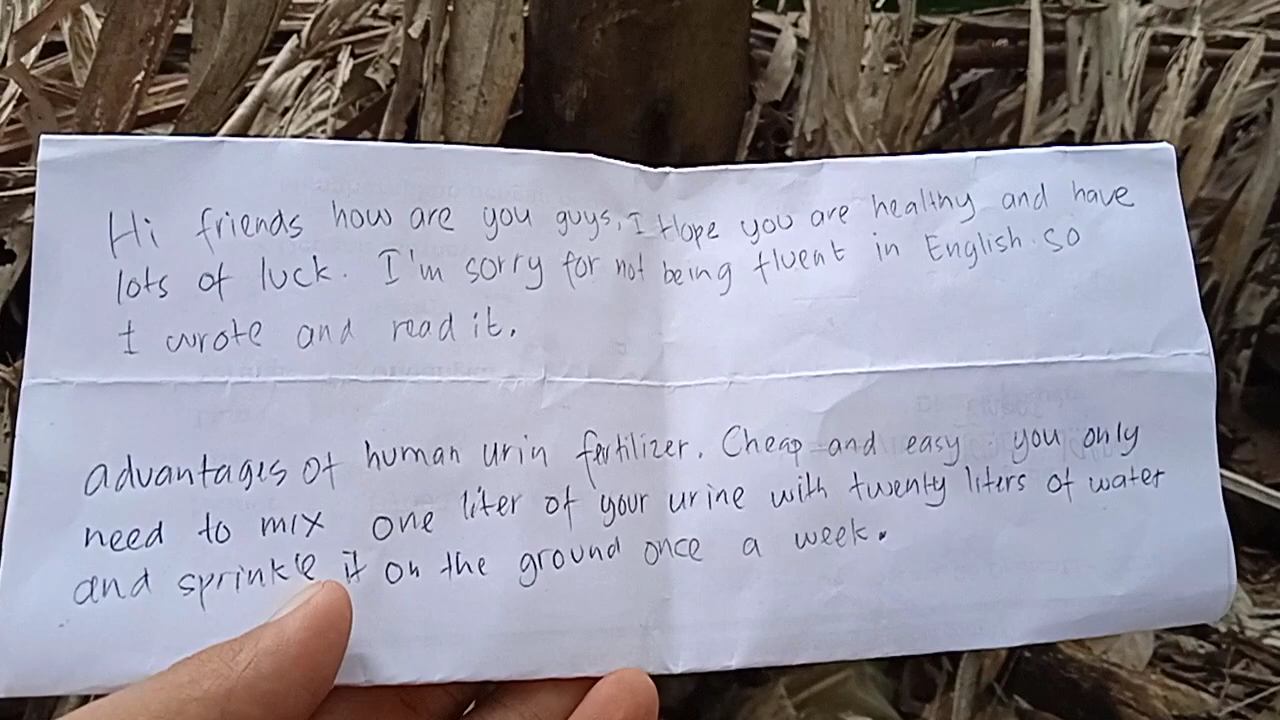 Hi friends how are you guys, I Hope you are healthy and have
lots of luck. I'm sorry for not being fluent in English. so
I wrote and read it.
advantages of human urin fertilizer. Cheap and easy. you only
need to mix one liter of your urine with twenty liters of water
and sprinkle it on the ground once a week.